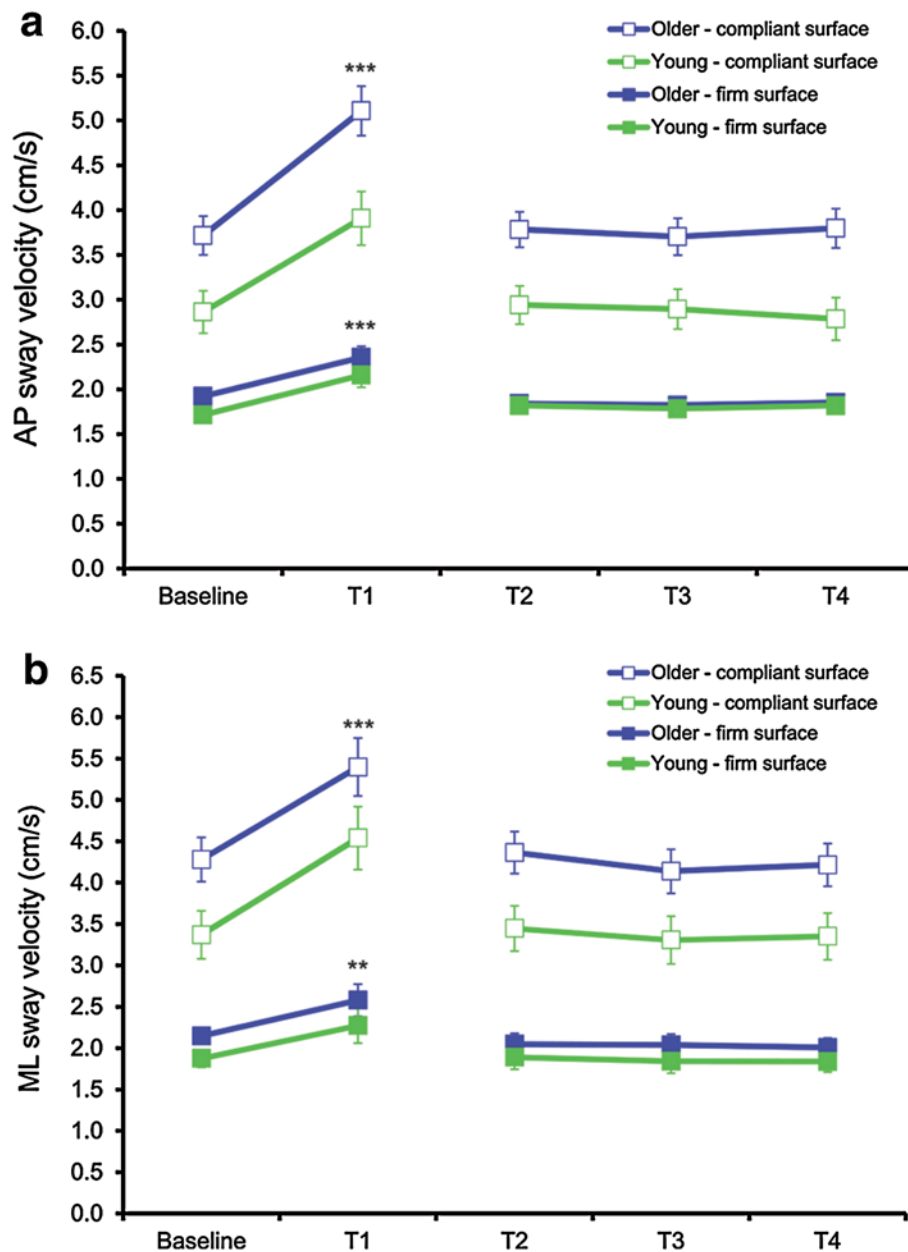 a
AP sway velocity (cm/s)
6.0
5.5
5.0
4.5
4.0
3.5
3.0
2.5
2.0
1.5
1.0
0.5
0.0
Older - compliant surface
Young - compliant surface
Older - firm surface
Young - firm surface
***
***
Baseline T1 T2 T3 T4
b
ML sway velocity (cm/s)
6.5
6.0
5.5
5.0
4.5
4.0
3.5
3.0
2.5
2.0
1.5
1.0
0.5
0.0
Older - compliant surface
Young - compliant surface
Older - firm surface
Young - firm surface
***
**
Baseline T1 T2 T3 T4